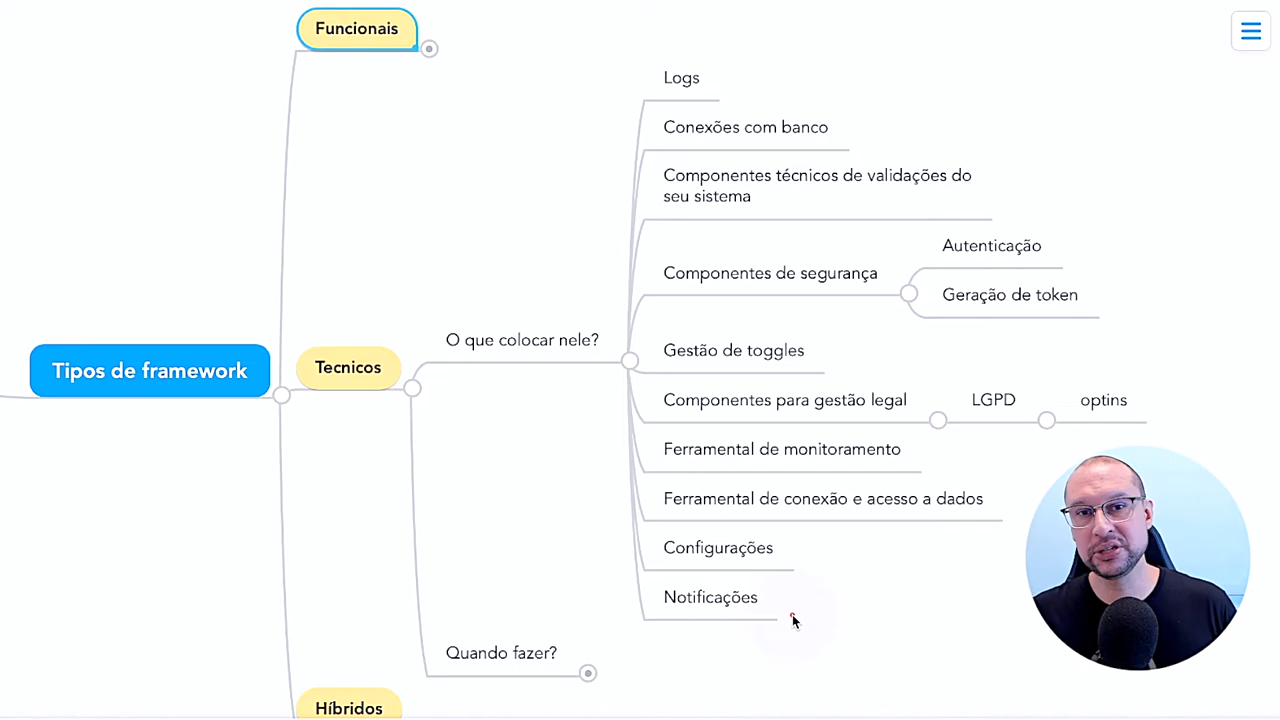 Funcionais
Logs
Conexões com banco
Componentes técnicos de validações do
seu sistema
Autenticação
Componentes de segurança
Geração de token
O que colocar nele?
Gestão de toggles
Tipos de framework
Tecnicos
Componentes para gestão legal
LGPD
optins
Ferramental de monitoramento
Ferramental de conexão e acesso a dados
Configurações
Notificações
Quando fazer?
Híbridos